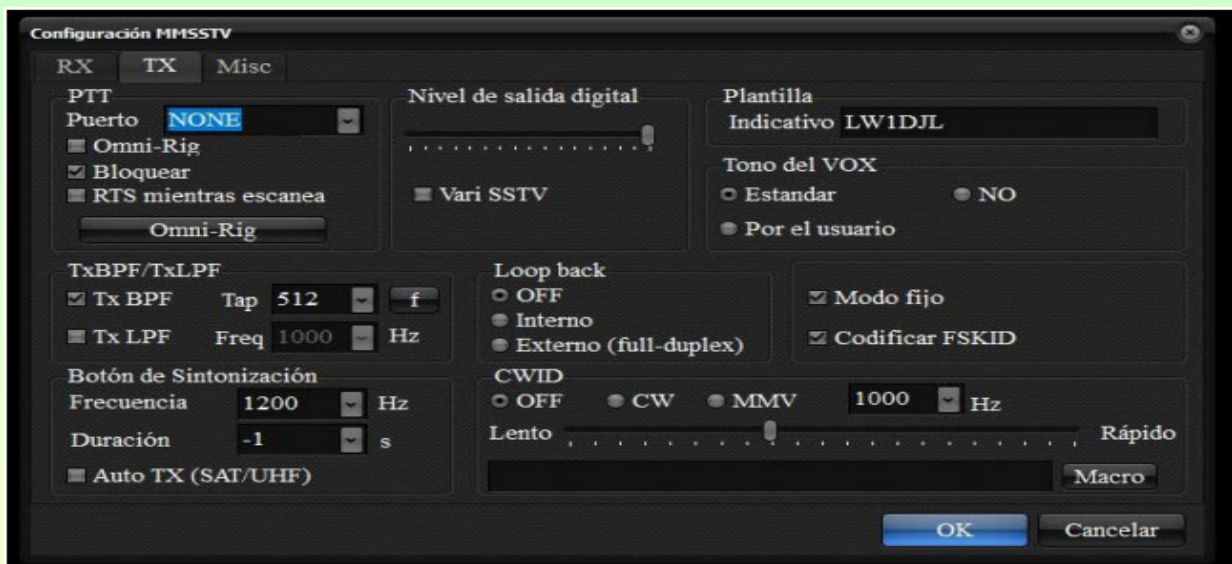 Configuración MMSSTV
RX TX Misc
PTT
Puerto NONE
Omni-Rig
Bloquear
RTS mientras escanea
Omni-Rig
Nivel de salida digital
Vari SSTV
Plantilla
Indicativo LW1DJL
Tono del VOX
Estandar NO
Por el usuario
TxBPF/TxLPF
Tx BPF Tap 512 f
Tx LPF Freq 1000 Hz
Loop back
OFF
Interno
Externo (full-duplex)
Modo fijo
Codificar FSKID
Botón de Sintonización
Frecuencia 1200 Hz
Duración -1 s
Auto TX (SAT/UHF)
CWID
OFF CW MMV 1000 Hz
Lento Rápido
Macro
OK Cancelar